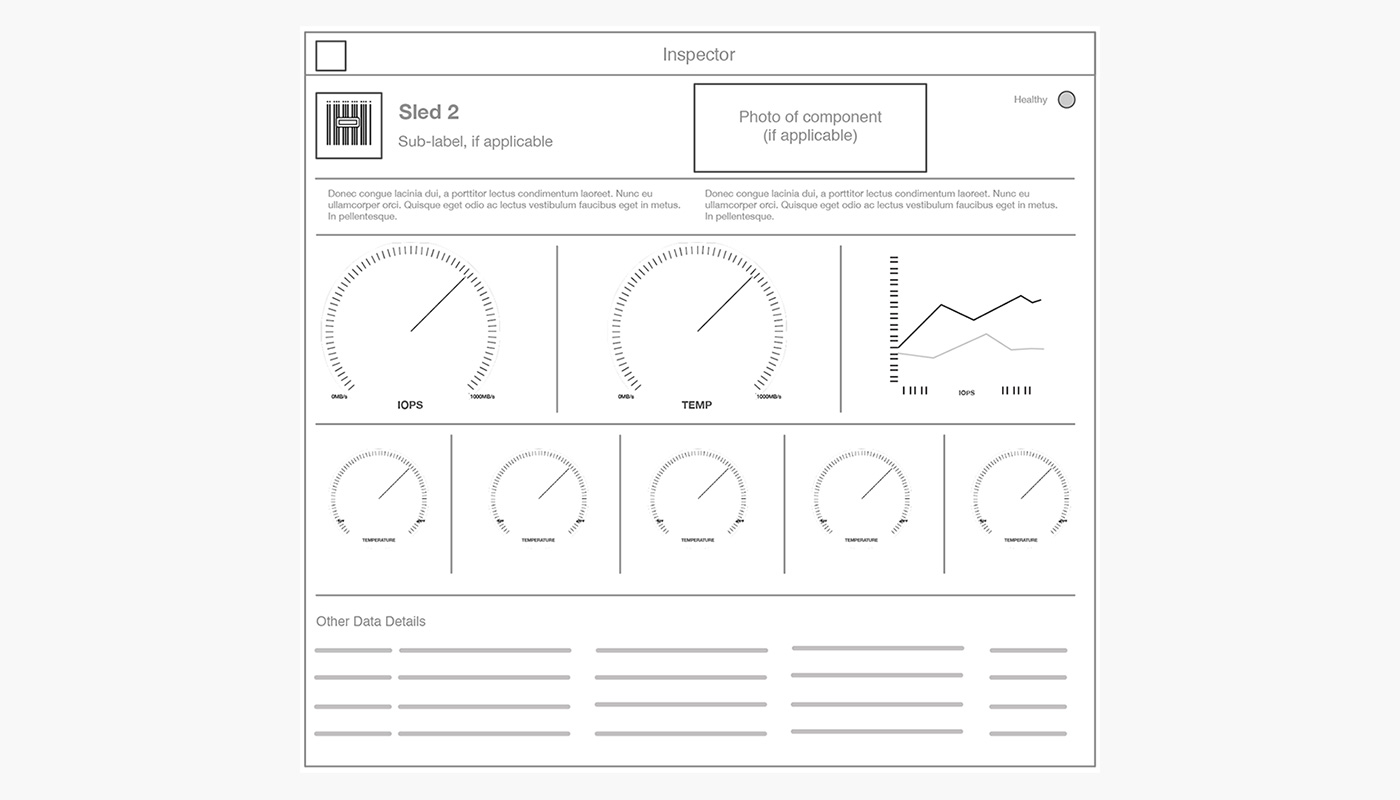 Inspector
Sled 2
Sub-label, if applicable
Photo of component
(if applicable)
Healthy
Donec congue lacinia dui, a porttitor lectus condimentum laoreet. Nunc eu
ullamcorper orci. Quisque eget odio ac lectus vestibulum faucibus eget in metus.
In pellentesque.
Donec congue lacinia dui, a porttitor lectus condimentum laoreet. Nunc eu
ullamcorper orci. Quisque eget odio ac lectus vestibulum faucibus eget in metus.
In pellentesque.
0MB/s
1000MB/s
IOPS
0MB/s
1000MB/s
TEMP
IOPS
TEMPERATURE
TEMPERATURE
TEMPERATURE
TEMPERATURE
TEMPERATURE
Other Data Details